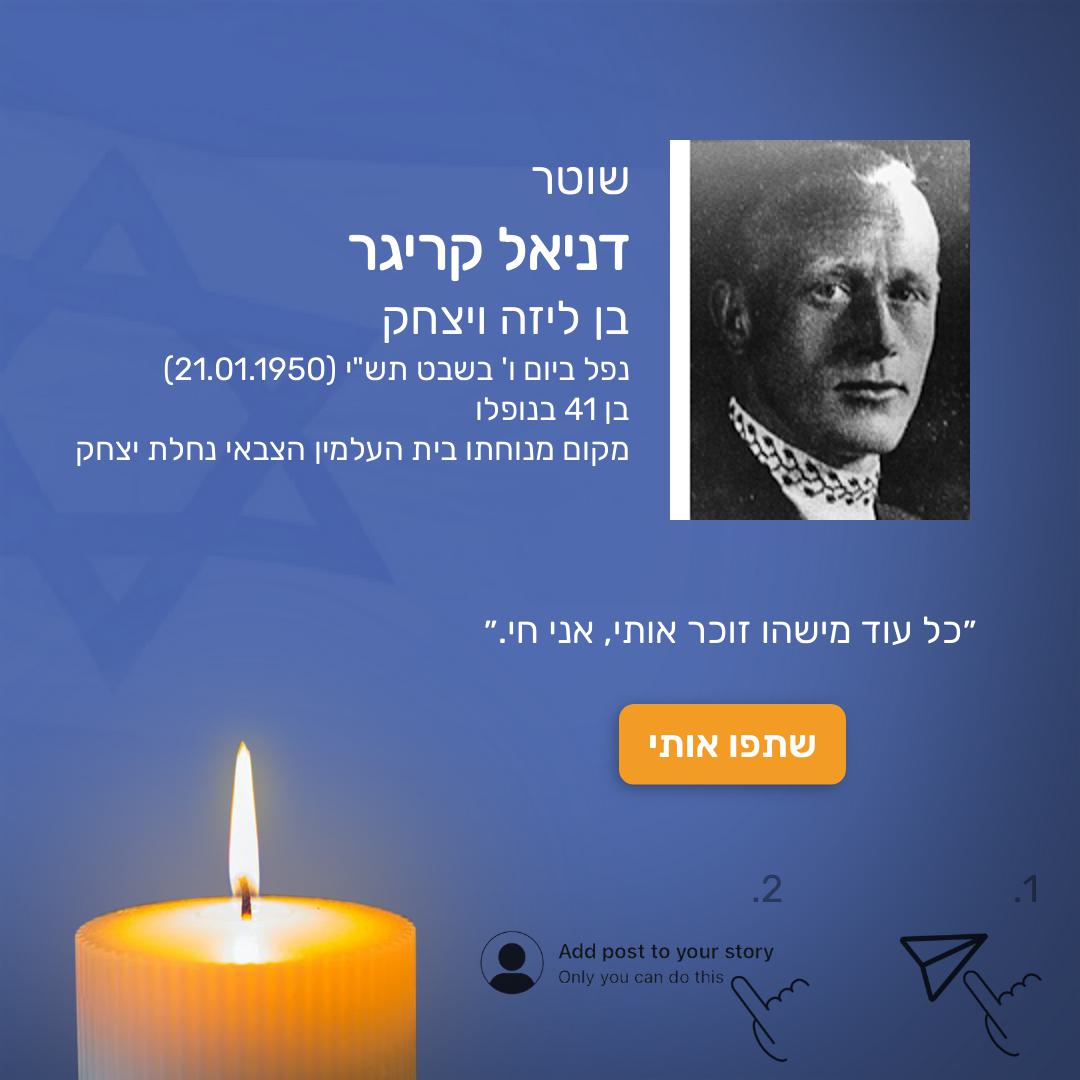 שוטר
דניאל קריגר
בן ליזה ויצחק
נפל ביום ו' בשבט תש"י (21.01.1950)
בן 41 בנופלו
מקום מנוחתו בית העלמין הצבאי נחלת יצחק
״כל עוד מישהו זוכר אותי, אני חי.״
שתפו אותי
.1
.2
Add post to your story
Only you can do this